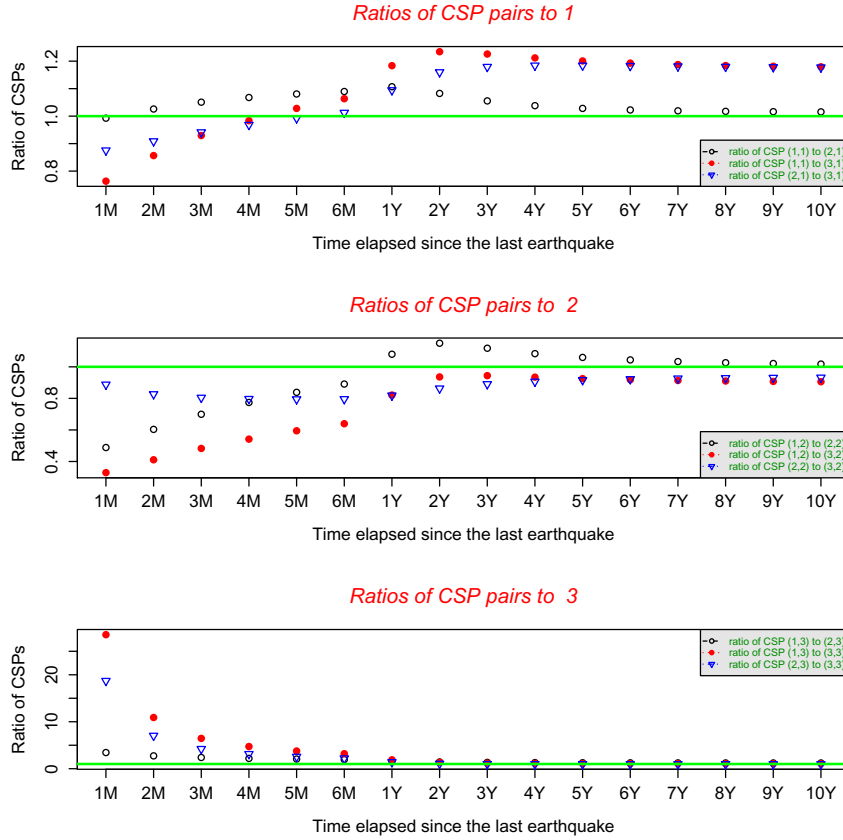 Ratios of CSP pairs to 1
Ratio of CSPs
0.8 1.0 1.2
ratio of CSP (1,1) to (2,1)
ratio of CSP (1,1) to (3,1)
ratio of CSP (2,1) to (3,1)
1M 2M 3M 4M 5M 6M 1Y 2Y 3Y 4Y 5Y 6Y 7Y 8Y 9Y 10Y
Time elapsed since the last earthquake
Ratios of CSP pairs to 2
Ratio of CSPs
0.4 0.8
ratio of CSP (1,2) to (2,2)
ratio of CSP (1,2) to (3,2)
ratio of CSP (2,2) to (3,2)
1M 2M 3M 4M 5M 6M 1Y 2Y 3Y 4Y 5Y 6Y 7Y 8Y 9Y 10Y
Time elapsed since the last earthquake
Ratios of CSP pairs to 3
Ratio of CSPs
0 10 20
ratio of CSP (1,3) to (2,3)
ratio of CSP (1,3) to (3,3)
ratio of CSP (2,3) to (3,3)
1M 2M 3M 4M 5M 6M 1Y 2Y 3Y 4Y 5Y 6Y 7Y 8Y 9Y 10Y
Time elapsed since the last earthquake